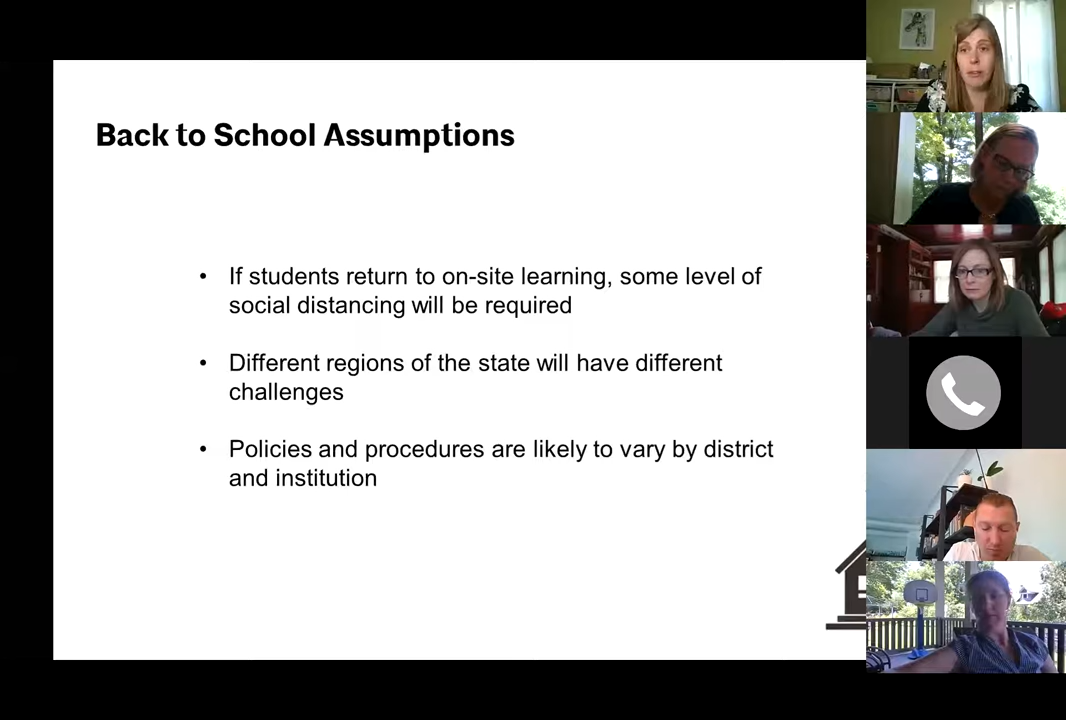 Back to School Assumptions
• If students return to on-site learning, some level of
social distancing will be required
• Different regions of the state will have different
challenges
• Policies and procedures are likely to vary by district
and institution